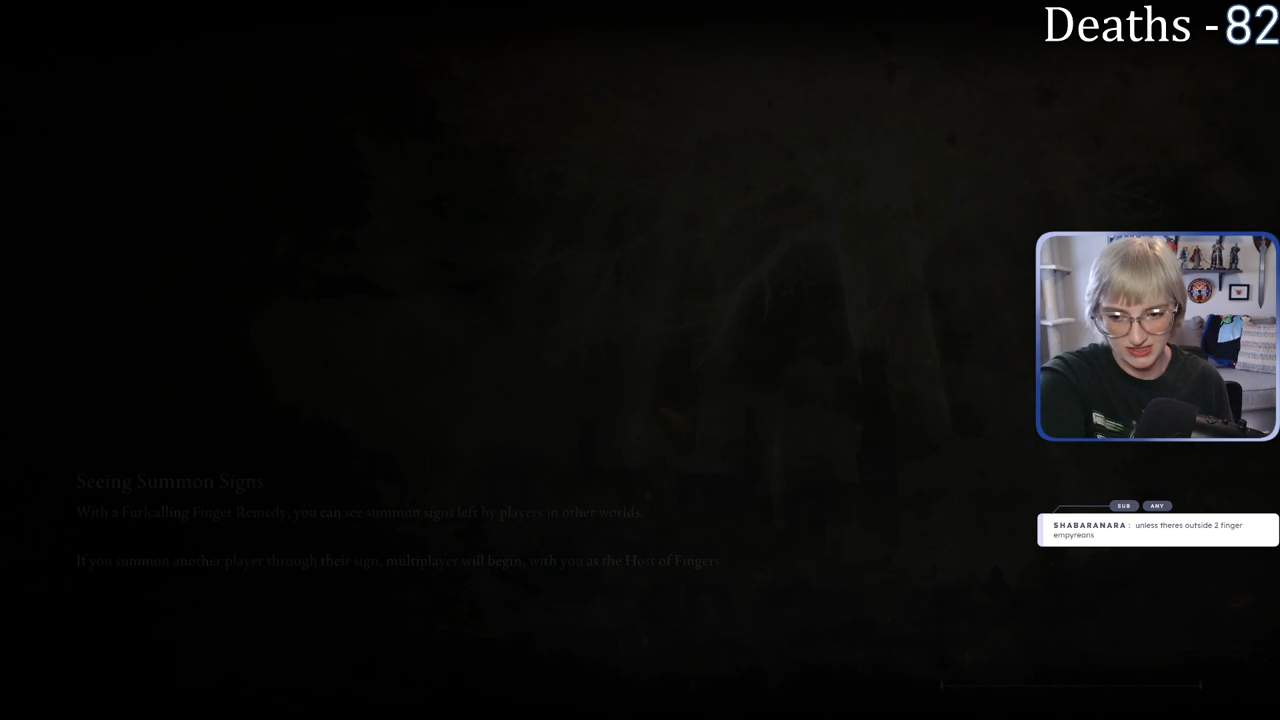 Deaths - 82
Seeing Summon Signs
With a Furlcalling Finger Remedy, you can see summon signs left by players in other worlds.
If you summon another player through their sign, multiplayer will begin, with you as the Host of Fingers.
SUB ANY
SHABARANARA : unless theres outside 2 finger
empyreans